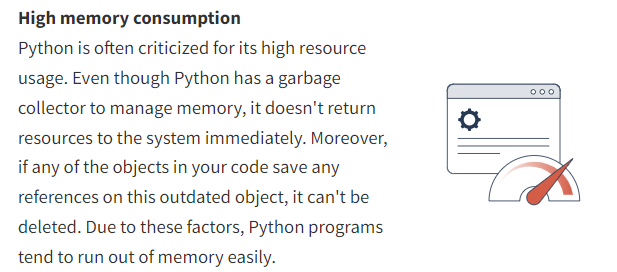 High memory consumption
Python is often criticized for its high resource
usage. Even though Python has a garbage
collector to manage memory, it doesn't return
resources to the system immediately. Moreover,
if any of the objects in your code save any
references on this outdated object, it can't be
deleted. Due to these factors, Python programs
tend to run out of memory easily.